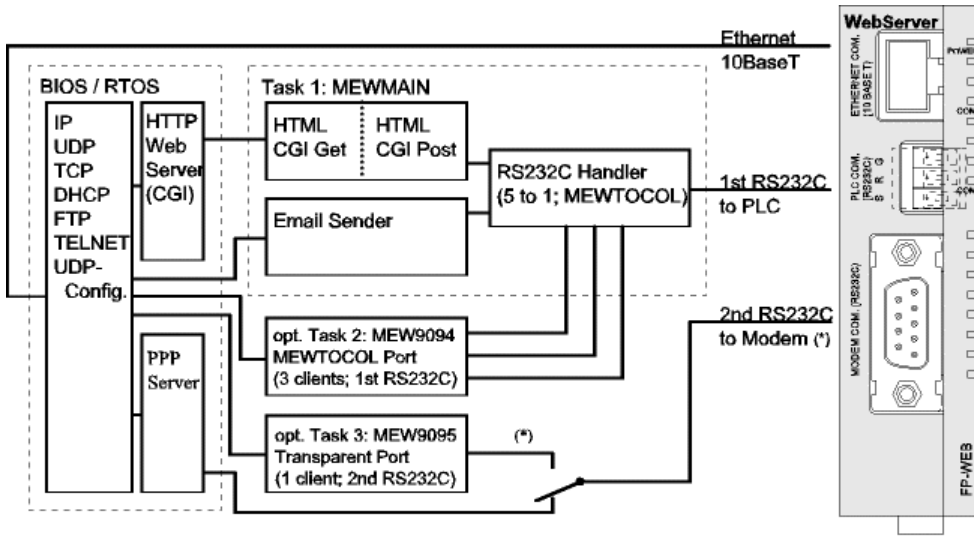 WebServer
Ethernet
10BaseT
BIOS / RTOS
IP
UDP
TCP
DHCP
FTP
TELNET
UDP-
Config.
HTTP
Web
Server
(CGI)
PPP
Server
Task 1: MEWMAIN
HTML
CGI Get
HTML
CGI Post
Email Sender
RS232C Handler
(5 to 1; MEWTOCOL)
opt. Task 2: MEW9094
MEWTOCOL Port
(3 clients; 1st RS232C)
opt. Task 3: MEW9095
Transparent Port
(1 client; 2nd RS232C)
(*)
1st RS232C
to PLC
2nd RS232C
to Modem (*)
ETHERNET COM.
(10 BASE T)
PLC COM.
(RS232C)
S R G
MODEM COM. (RS232C)
COM
COM
FP-WEB